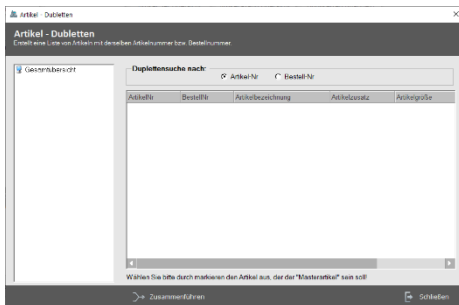 Artikel - Dubletten
Artikel - Dubletten
Erstellt eine Liste von Artikeln mit derselben Artikelnummer bzw. Bestellnummer.
Gesamtübersicht
Duplettensuche nach:
Artikel-Nr Bestell-Nr
ArtikelNr BestellNr Artikelbezeichnung Artikelzusatz Artikelgröße
Wählen Sie bitte durch markieren den Artikel aus, der der "Masterartikel" sein soll!
Zusammenführen Schließen